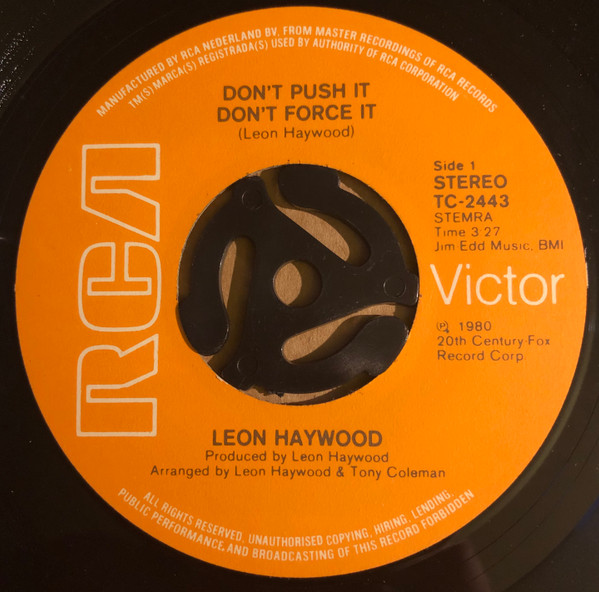 MANUFACTURED BY RCA NEDERLAND BV, FROM MASTER RECORDINGS OF RCA RECORDS
TM(S) MARCA(S) REGISTRADA(S) USED BY AUTHORITY OF RCA CORPORATION
DON'T PUSH IT
DON'T FORCE IT
(Leon Haywood)
RCA
Side 1
STEREO
TC-2443
STEMRA
Time 3:27
Jim Edd Music, BMI
Victor
℗ 1980
20th Century-Fox
Record Corp
LEON HAYWOOD
Produced by Leon Haywood
Arranged by Leon Haywood & Tony Coleman
ALL RIGHTS RESERVED. UNAUTHORISED COPYING, HIRING, LENDING,
PUBLIC PERFORMANCE, AND BROADCASTING OF THIS RECORD FORBIDDEN